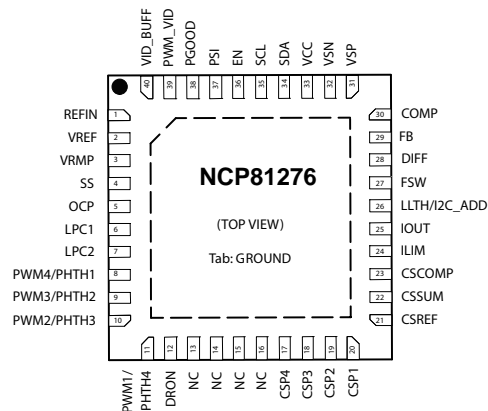 VID_BUFF
PWM_VID
PGOOD
PSI
EN
SCL
SDA
VCC
VSN
VSP
40
39
38
37
36
35
34
33
32
31
REFIN 1
VREF 2
VRMP 3
SS 4
OCP 5
LPC1 6
LPC2 7
PWM4/PHTH1 8
PWM3/PHTH2 9
PWM2/PHTH3 10
NCP81276
(TOP VIEW)
Tab: GROUND
30 COMP
29 FB
28 DIFF
27 FSW
26 LLTH/I2C_ADD
25 IOUT
24 ILIM
23 CSCOMP
22 CSSUM
21 CSREF
11
12
13
14
15
16
17
18
19
20
PWM1/
PHTH4
DRON
NC
NC
NC
NC
CSP4
CSP3
CSP2
CSP1